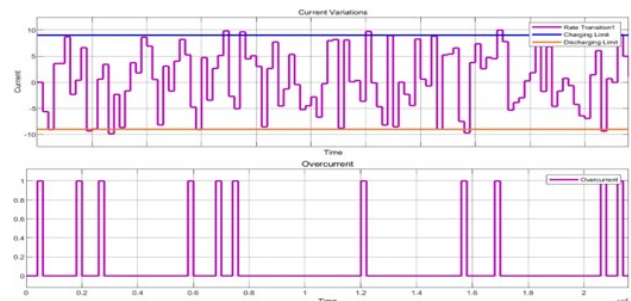 Current Variations
Rate Transition1
Charging Limit
Discharging Limit
Current
10
5
0
-5
-10
Time
Overcurrent
Overcurrent
1
0.8
0.6
0.4
0.2
0
0
0.2
0.4
0.6
0.8
1
1.2
1.4
1.6
1.8
2
Time